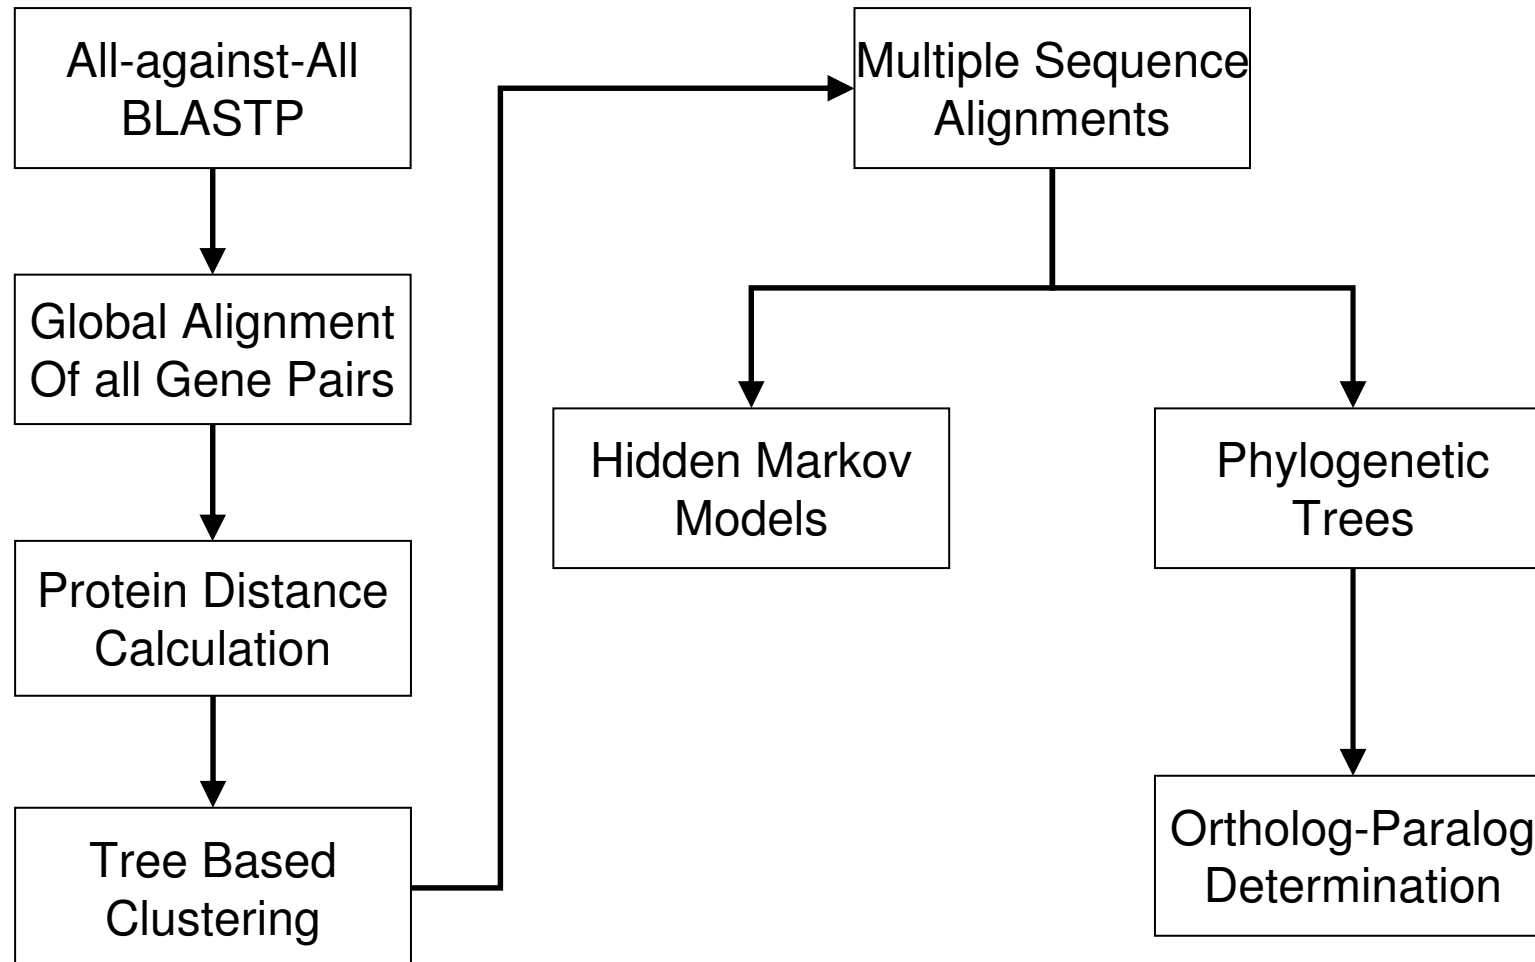 All-against-All
BLASTP
Global Alignment
Of all Gene Pairs
Protein Distance
Calculation
Tree Based
Clustering
Multiple Sequence
Alignments
Hidden Markov
Models
Phylogenetic
Trees
Ortholog-Paralog
Determination